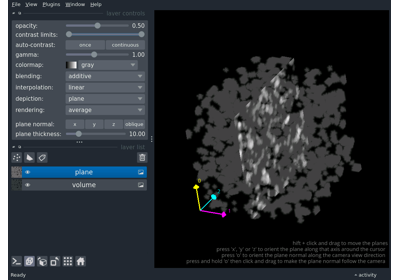 File View Plugins Window Help
layer controls
opacity: 0.50
contrast limits:
auto-contrast: once continuous
gamma: 1.00
colormap: gray
blending: additive
interpolation: linear
depiction: plane
rendering: average
plane normal: x y z oblique
plane thickness: 10.00
layer list
plane
volume
shift + click and drag to move the plane
press 'x', 'y' or 'z' to orient the plane along that axis around the cursor
press 'o' to orient the plane normal along the camera view direction
press and hold 'o' then click and drag to make the plane normal follow the camera
Ready
activity